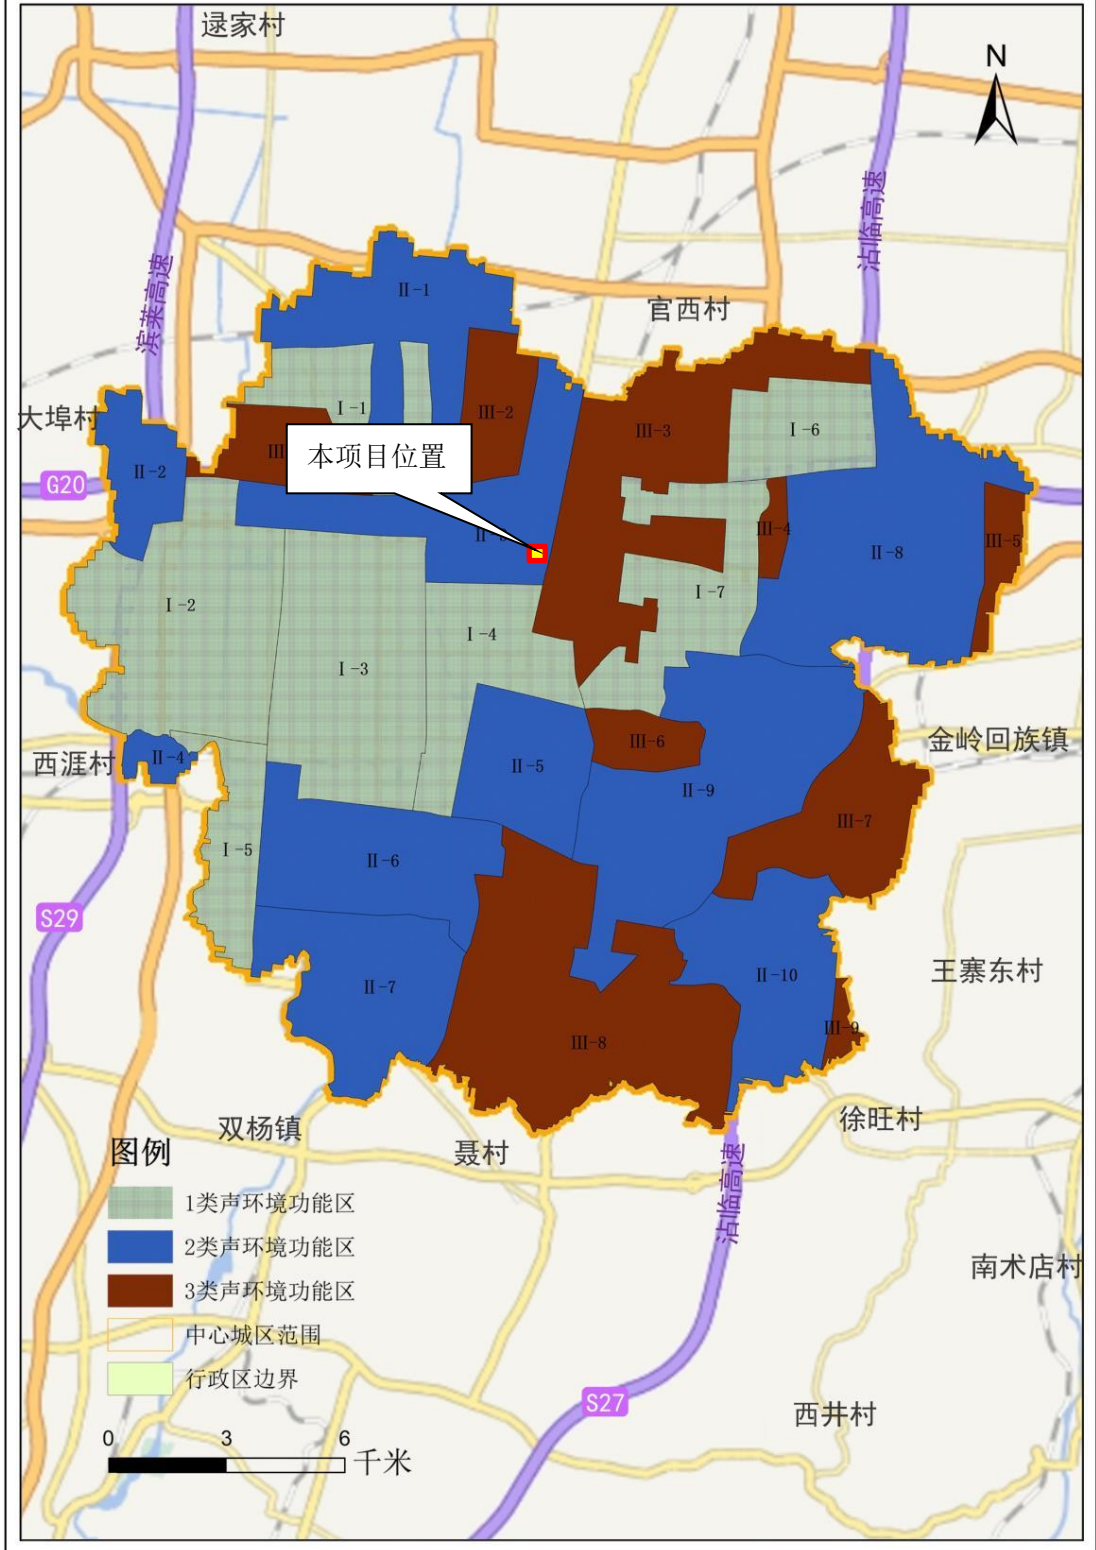 逯家村
N
沾临高速
滨莱高速
II-1
官西村
大埠村
I-1
III-2
III-3
I-6
本项目位置
II-2
G20
III-4
III-5
II-8
I-2
I-7
I-4
I-3
金岭回族镇
III-6
西涯村
II-4
II-5
II-9
III-7
I-5
II-6
S29
王寨东村
II-10
II-7
III-9
III-8
徐旺村
双杨镇
聂村
沾临高速
图例
1类声环境功能区
2类声环境功能区
3类声环境功能区
中心城区范围
行政区边界
南术店村
S27
西井村
0 3 6 千米